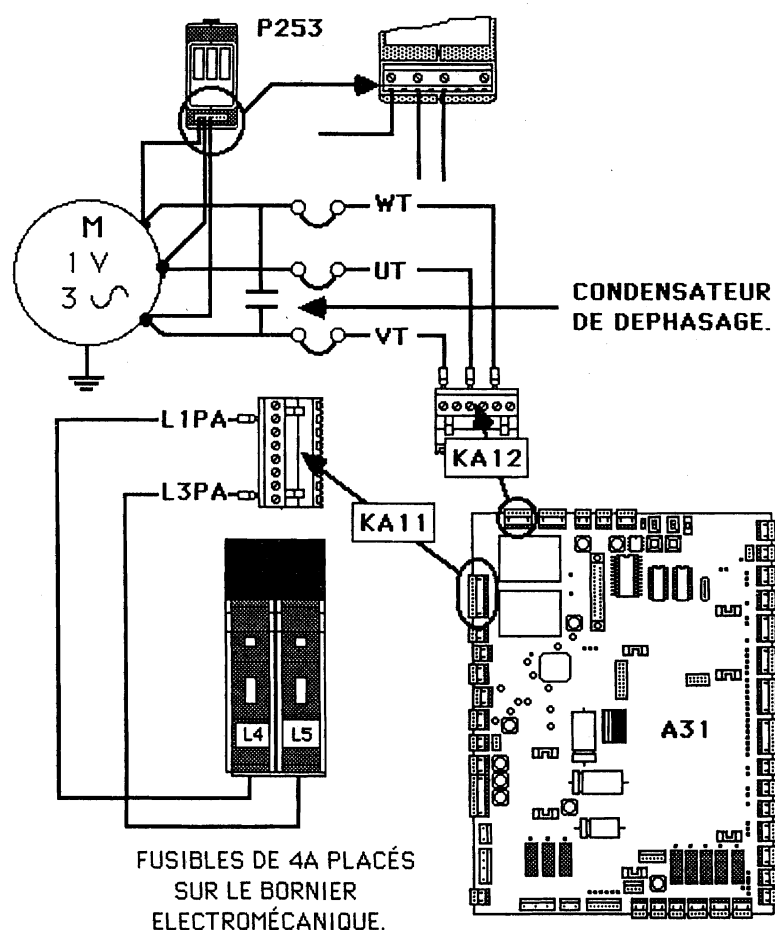 P253
M
1 V
3
WT
UT
VT
CONDENSATEUR
DE DEPHASAGE.
L1PA
L3PA
KA12
KA11
L4
L5
A31
FUSIBLES DE 4A PLACÉS
SUR LE BORNIER
ELECTROMÉCANIQUE.